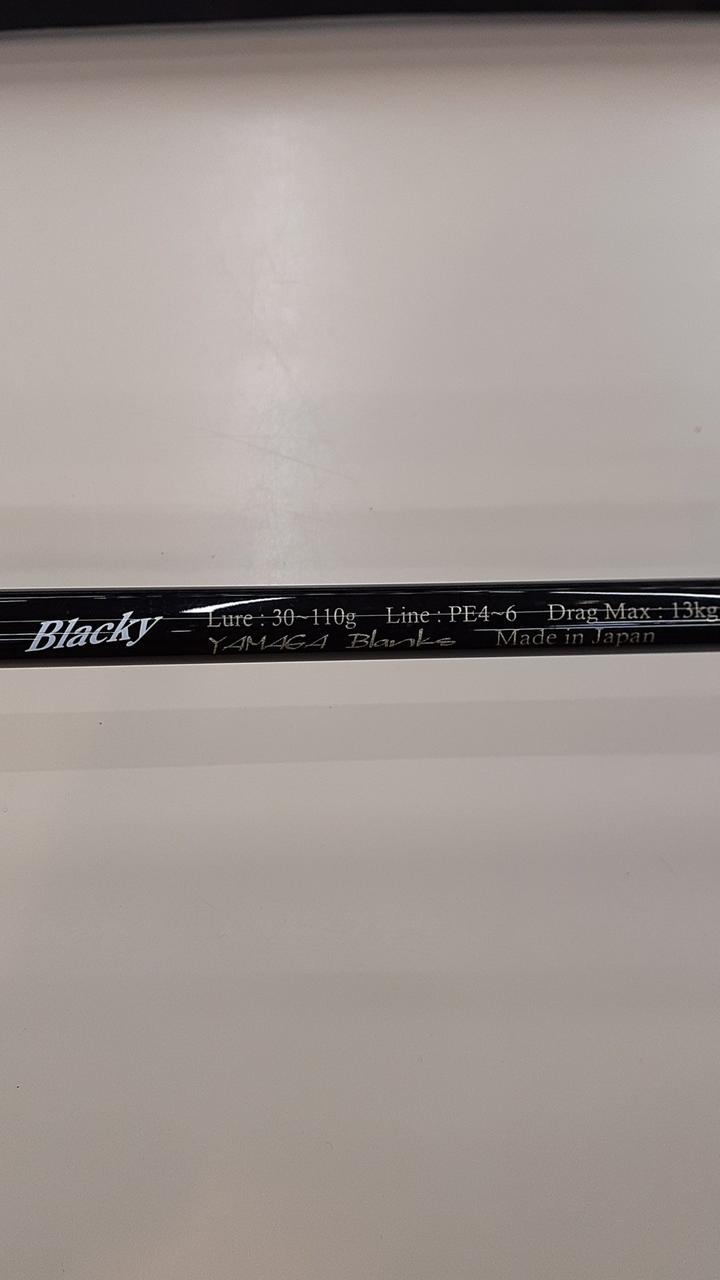 Blacky
Lure : 30~110g Line : PE4~6 Drag Max : 13kg
YAMAGA Blanks Made in Japan